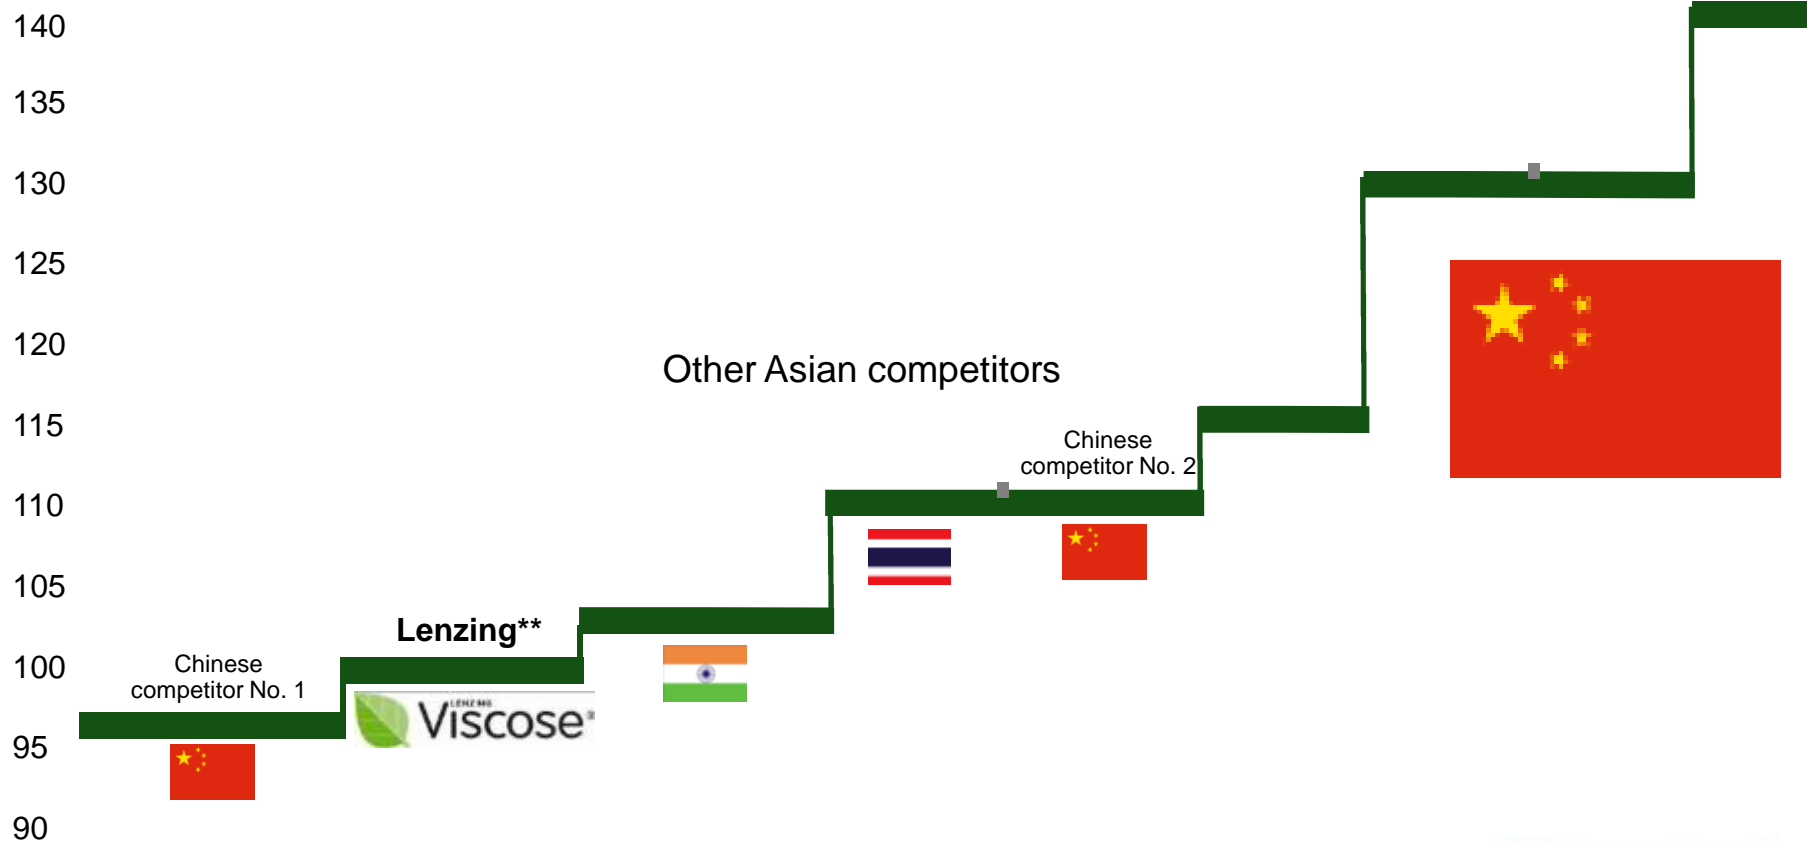 140
135
130
125
120
Other Asian competitors
115
Chinese
competitor No. 2
110
105
Lenzing**
100
Chinese
competitor No. 1
LENZING
Viscose®
95
90